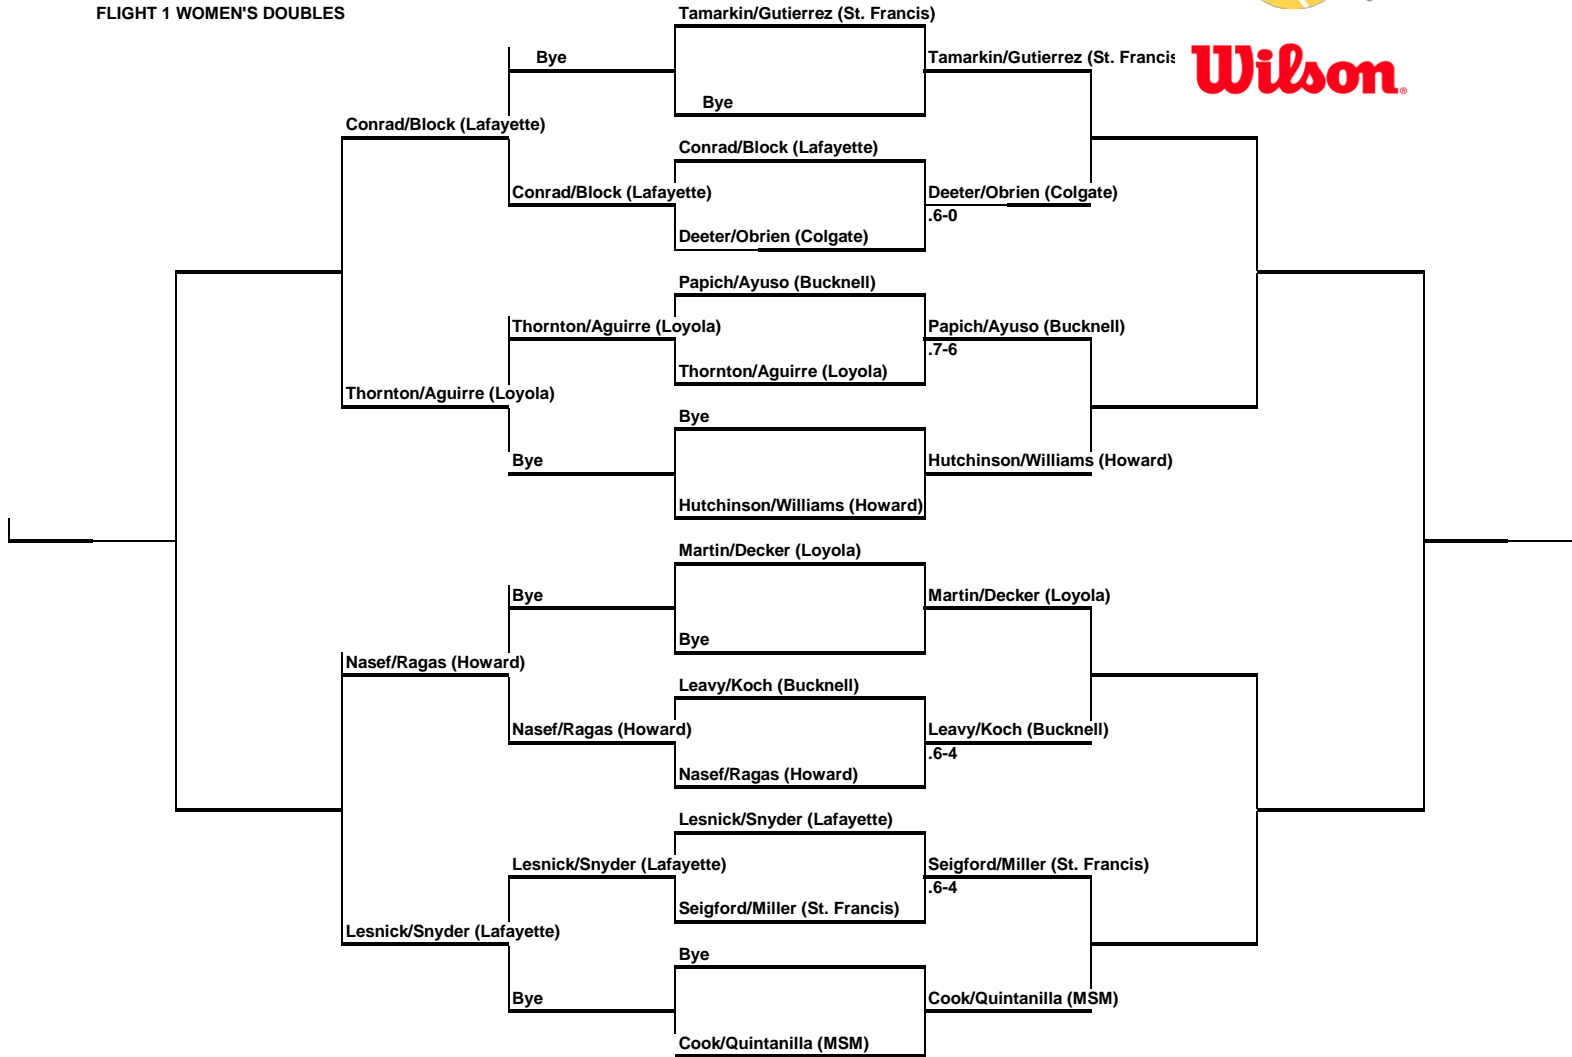 FLIGHT 1 WOMEN'S DOUBLES
Tamarkin/Gutierrez (St. Francis)
Bye
Tamarkin/Gutierrez (St. Francis
Wilson
Bye
Conrad/Block (Lafayette)
Conrad/Block (Lafayette)
Conrad/Block (Lafayette)
Deeter/Obrien (Colgate)
.6-0
Deeter/Obrien (Colgate)
Papich/Ayuso (Bucknell)
Thornton/Aguirre (Loyola)
Papich/Ayuso (Bucknell)
.7-6
Thornton/Aguirre (Loyola)
Thornton/Aguirre (Loyola)
Bye
Bye
Hutchinson/Williams (Howard)
Hutchinson/Williams (Howard)
Martin/Decker (Loyola)
Bye
Martin/Decker (Loyola)
Bye
Nasef/Ragas (Howard)
Leavy/Koch (Bucknell)
Nasef/Ragas (Howard)
Leavy/Koch (Bucknell)
.6-4
Nasef/Ragas (Howard)
Lesnick/Snyder (Lafayette)
Lesnick/Snyder (Lafayette)
Seigford/Miller (St. Francis)
.6-4
Seigford/Miller (St. Francis)
Lesnick/Snyder (Lafayette)
Bye
Bye
Cook/Quintanilla (MSM)
Cook/Quintanilla (MSM)